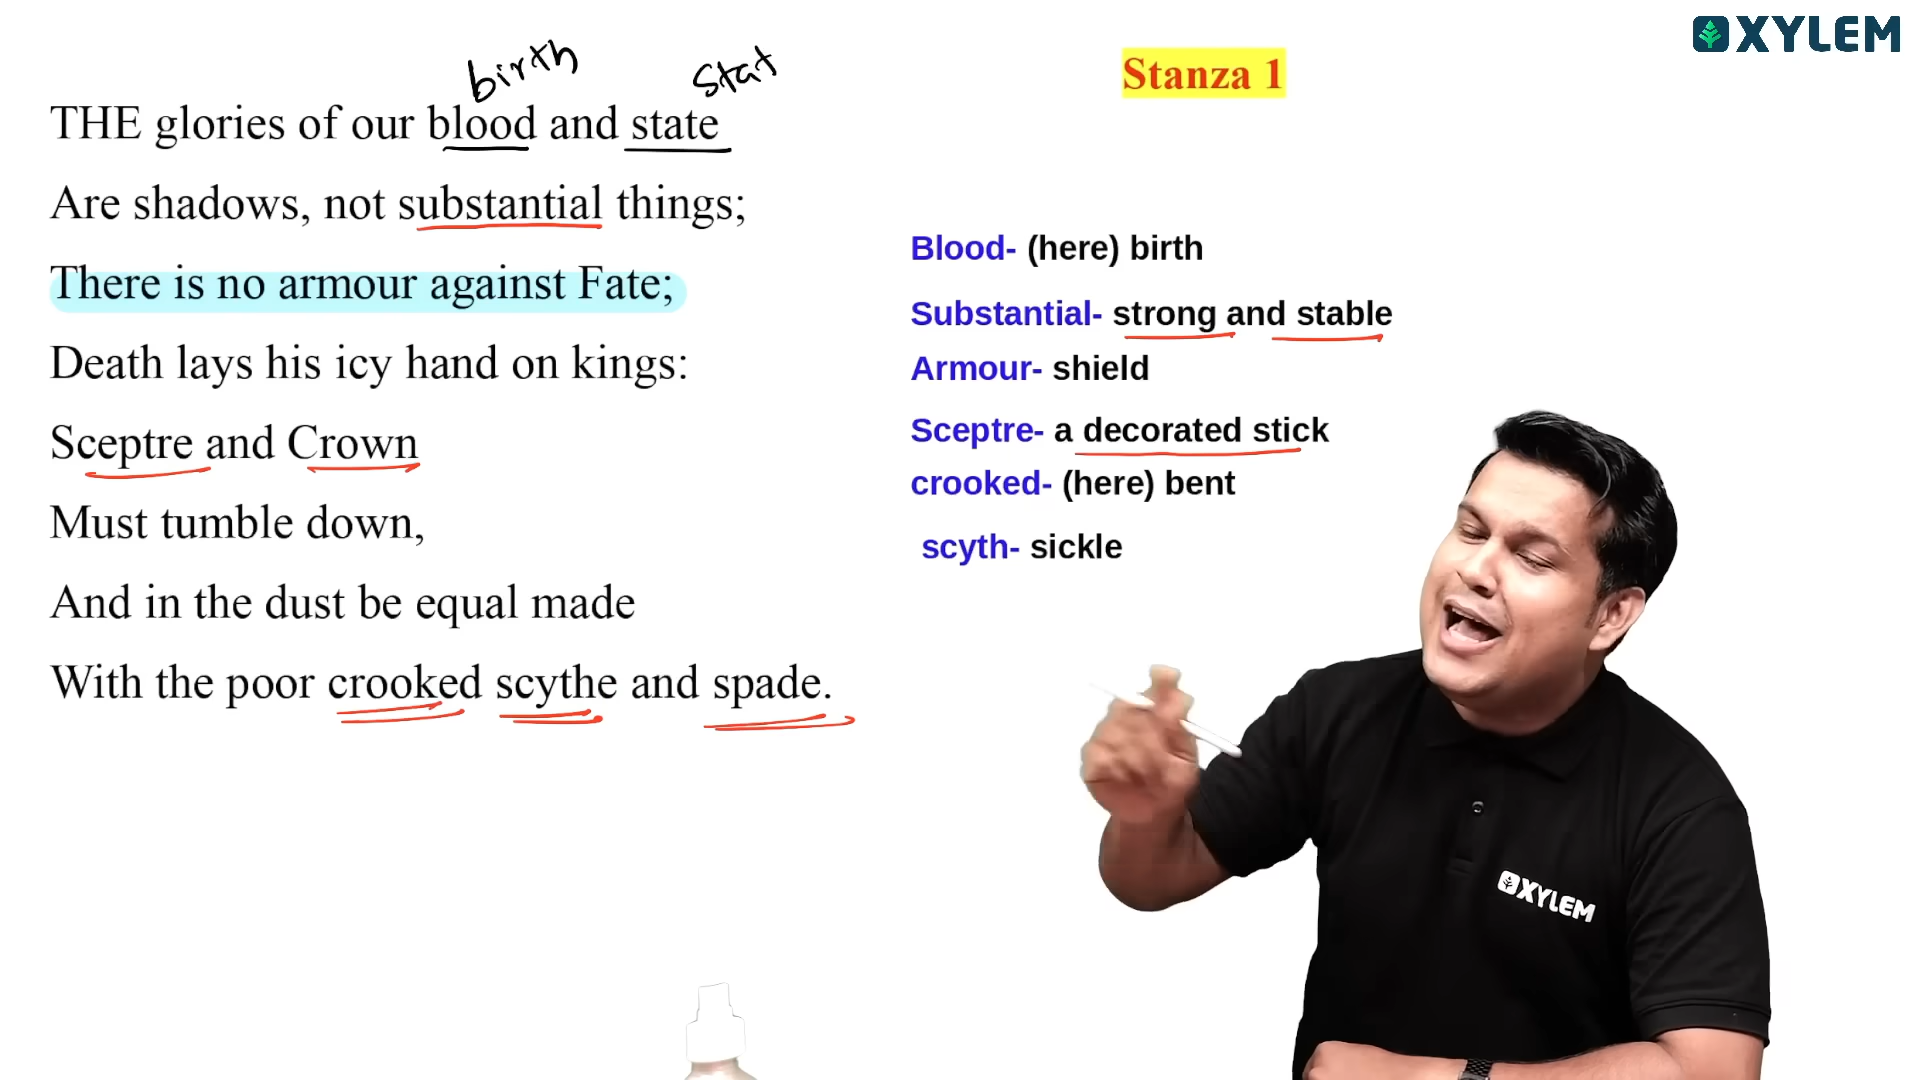 XYLEM
Stanza 1
birth
stat
THE glories of our blood and state
Are shadows, not substantial things;
There is no armour against Fate;
Death lays his icy hand on kings:
Sceptre and Crown
Must tumble down,
And in the dust be equal made
With the poor crooked scythe and spade.
Blood- (here) birth
Substantial- strong and stable
Armour- shield
Sceptre- a decorated stick
crooked- (here) bent
scyth- sickle
XYLEM